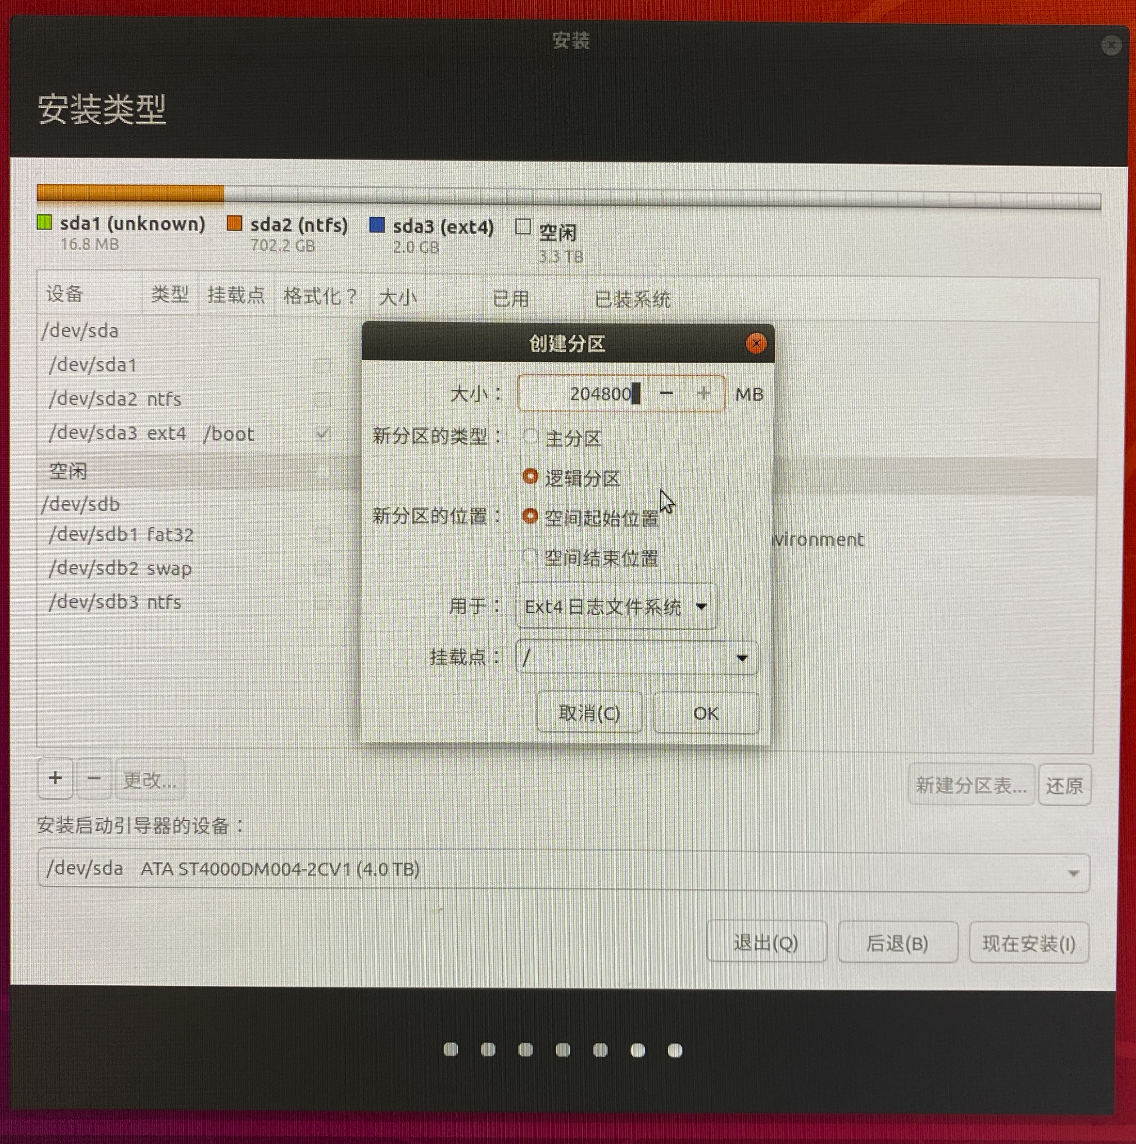 安装
安装类型
sda1 (unknown) sda2 (ntfs) sda3 (ext4) 空闲
16.8 MB 702.2 GB 2.0 GB 3.3 TB
设备 类型 挂载点 格式化？ 大小 已用 已装系统
/dev/sda
/dev/sda1
/dev/sda2 ntfs
/dev/sda3 ext4 /boot
空闲
/dev/sdb
/dev/sdb1 fat32
/dev/sdb2 swap
/dev/sdb3 ntfs
创建分区
大小： 204800 − + MB
新分区的类型： 主分区
逻辑分区
新分区的位置： 空间起始位置
空间结束位置
用于： Ext4 日志文件系统
挂载点： /
取消(C) OK
vironment
+ − 更改... 新建分区表... 还原
安装启动引导器的设备：
/dev/sda ATA ST4000DM004-2CV1 (4.0 TB)
退出(Q) 后退(B) 现在安装(I)